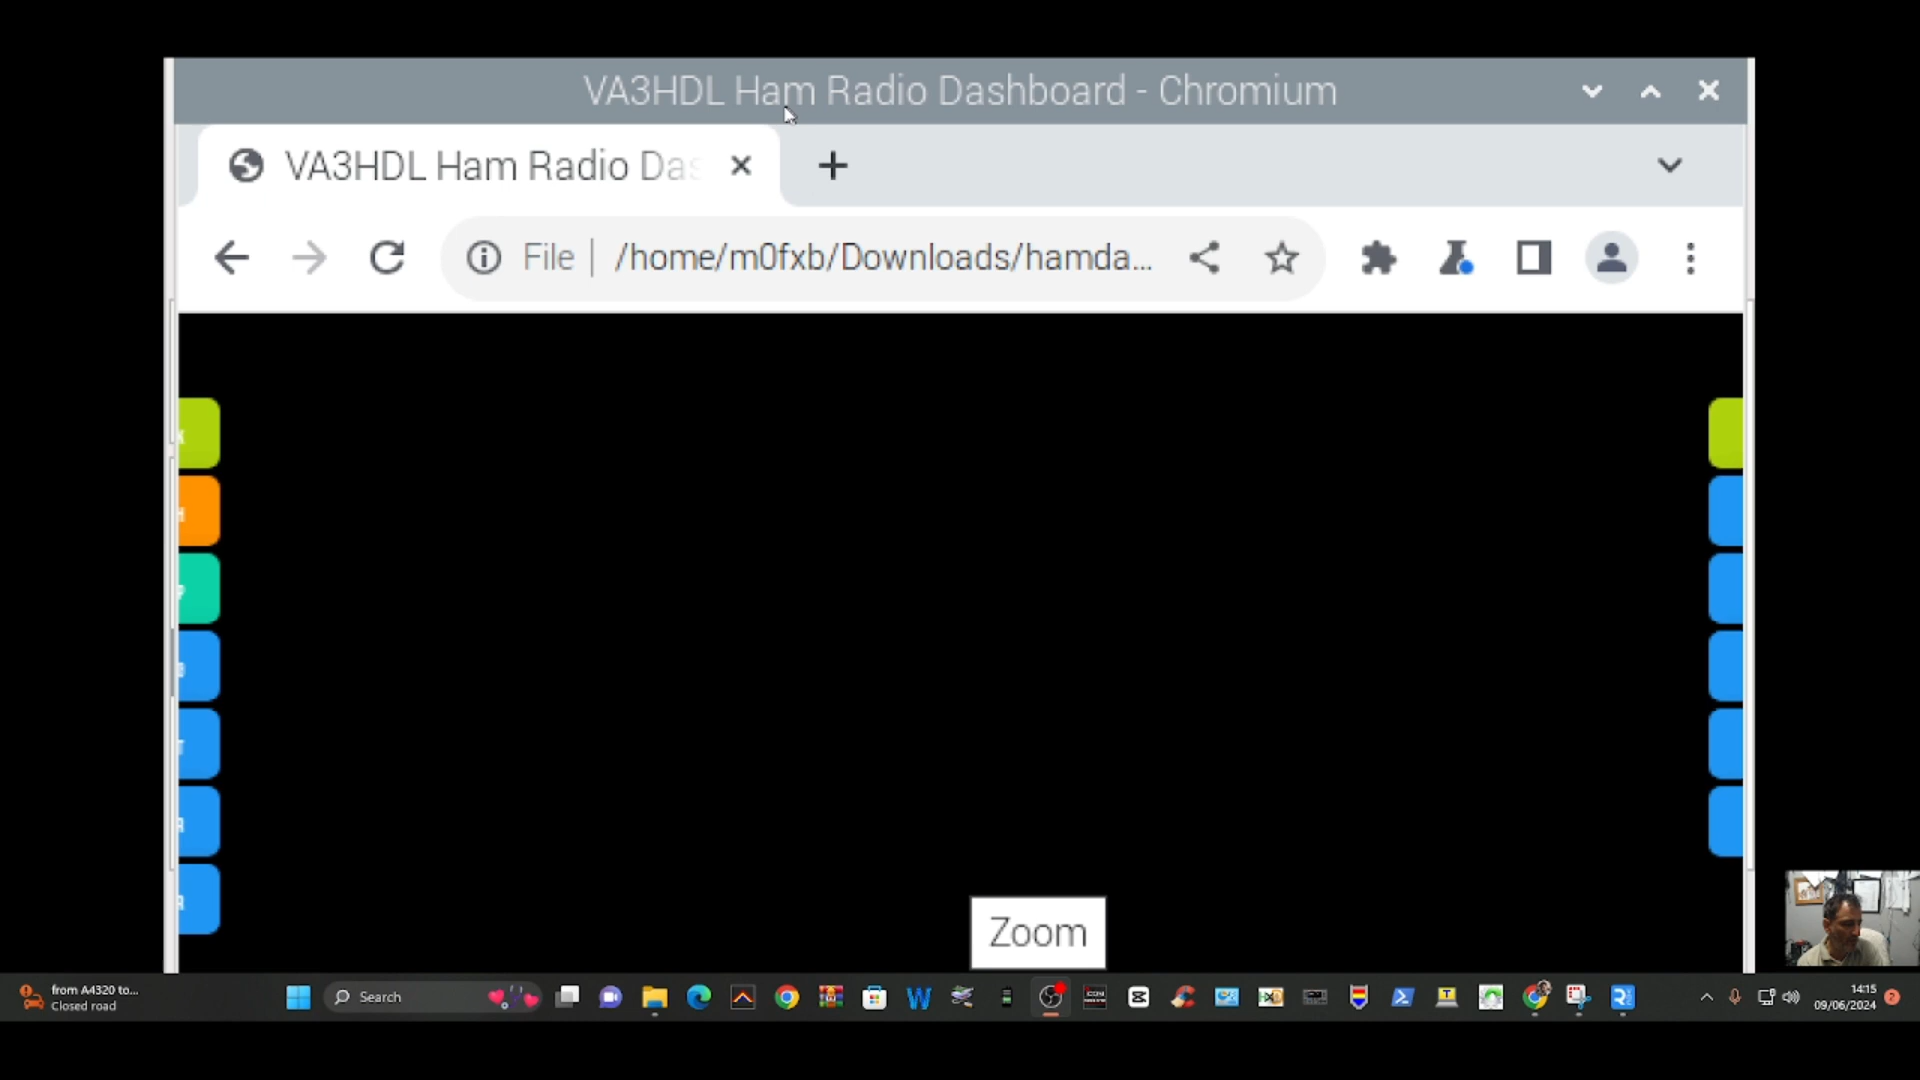 VA3HDL Ham Radio Dashboard - Chromium
VA3HDL Ham Radio Das
File
/home/m0fxb/Downloads/hamda...
Zoom
from A4320 to...
Closed road
Search
14:15
09/06/2024